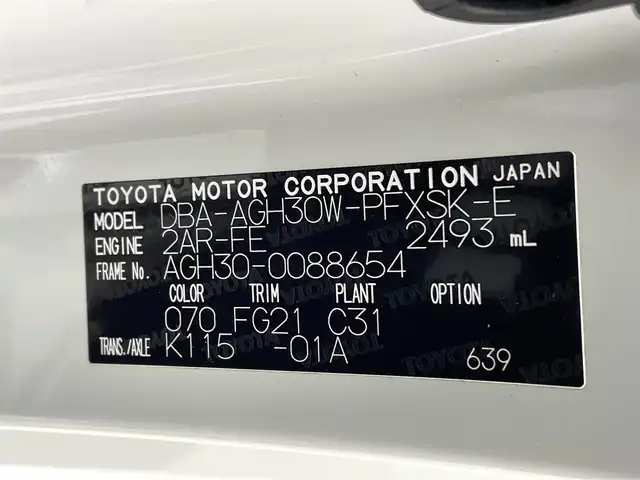 TOYOTA MOTOR CORPORATION JAPAN
MODEL DBA-AGH30W-PFXSK-E
ENGINE 2AR-FE 2493 mL
FRAME No. AGH30-0088654
COLOR TRIM PLANT OPTION
070 FG21 C31
TRANS./AXLE K115 -01A 639